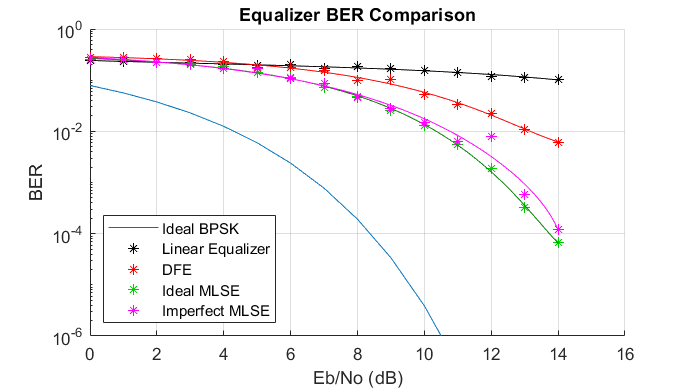 Equalizer BER Comparison
10^0
10^-2
10^-4
10^-6
BER
Ideal BPSK
Linear Equalizer
DFE
Ideal MLSE
Imperfect MLSE
0 2 4 6 8 10 12 14 16
Eb/No (dB)